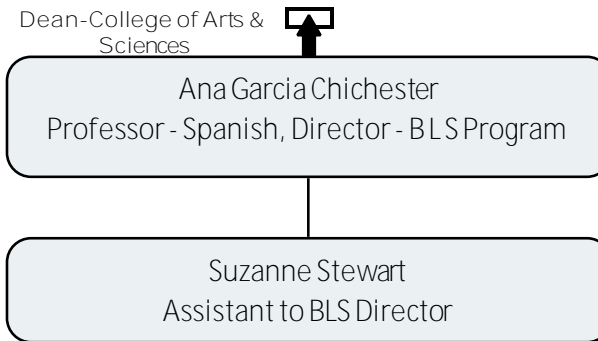 Dean-College of Arts &
Sciences
Ana Garcia Chichester
Professor - Spanish, Director - BLS Program
Suzanne Stewart
Assistant to BLS Director